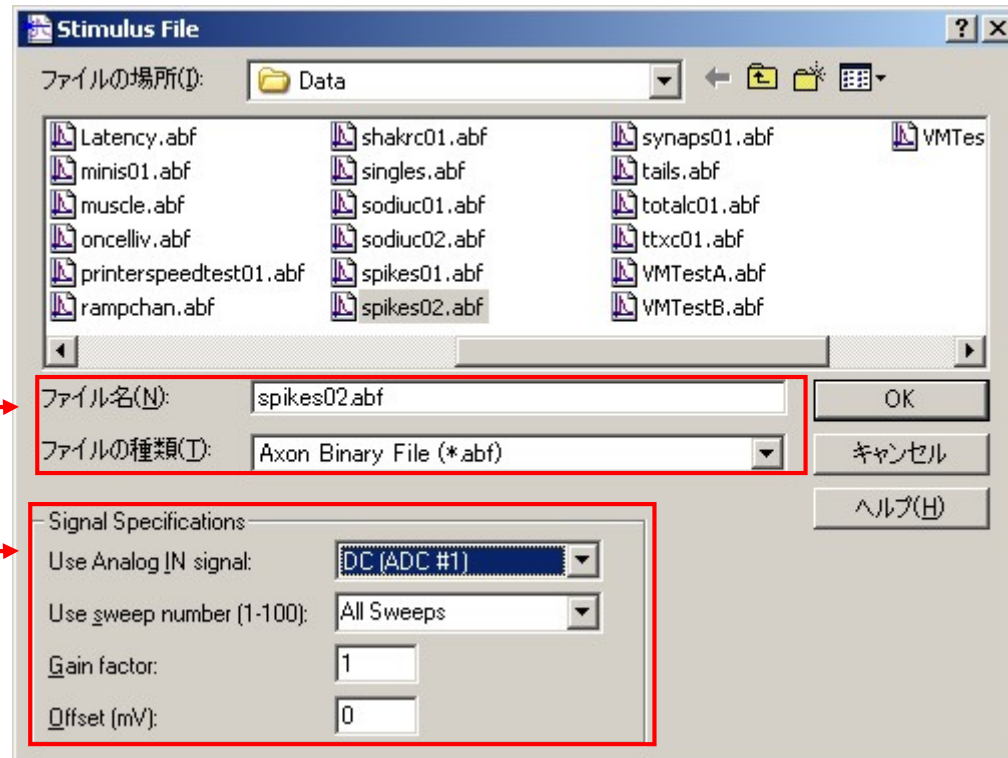 Stimulus File
ファイルの場所(I):
Data
Latency.abf
minis01.abf
muscle.abf
oncelliv.abf
printerspeedtest01.abf
rampchan.abf
shakrc01.abf
singles.abf
sodiuc01.abf
sodiuc02.abf
spikes01.abf
spikes02.abf
synaps01.abf
tails.abf
totalc01.abf
ttxc01.abf
VMTestA.abf
VMTestB.abf
VMTes
ファイル名(N):
spikes02.abf
OK
ファイルの種類(T):
Axon Binary File (*.abf)
キャンセル
ヘルプ(H)
Signal Specifications
Use Analog IN signal:
DC (ADC #1)
Use sweep number (1-100):
All Sweeps
Gain factor:
1
Offset (mV):
0